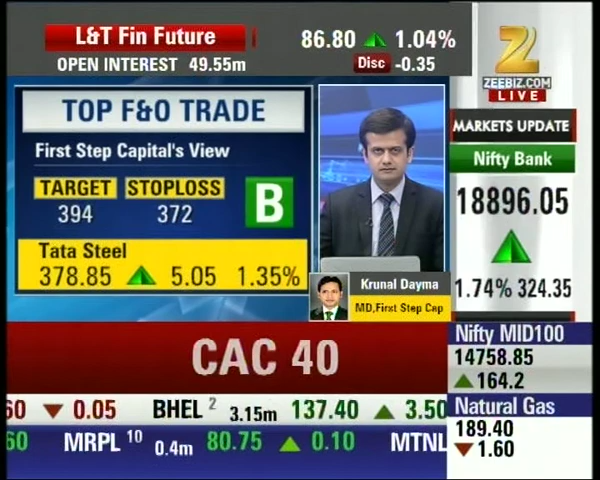 L&T Fin Future
86.80 1.04%
OPEN INTEREST 49.55m
Disc -0.35
Z
ZEEBIZ.COM
LIVE
TOP F&O TRADE
First Step Capital's View
TARGET STOPLOSS
394 372
B
Tata Steel
378.85 5.05 1.35%
Krunal Dayma
MD,First Step Cap
MARKETS UPDATE
Nifty Bank
18896.05
1.74% 324.35
CAC 40
Nifty MID100
14758.85
164.2
Natural Gas
189.40
1.60
60 0.05 BHEL 2 3.15m 137.40 3.50
60 MRPL 10 0.4m 80.75 0.10 MTNL